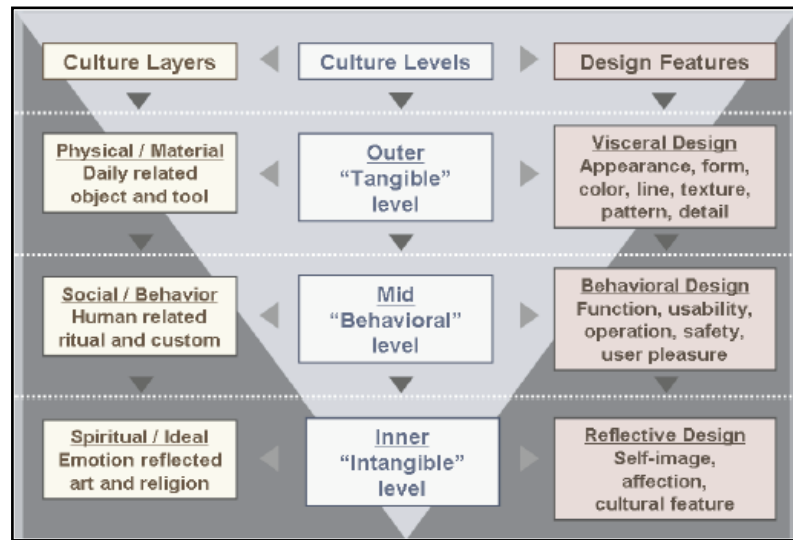 Culture Layers
Culture Levels
Design Features
Physical / Material
Daily related
object and tool
Outer
“Tangible”
level
Visceral Design
Appearance, form,
color, line, texture,
pattern, detail
Social / Behavior
Human related
ritual and custom
Mid
“Behavioral”
level
Behavioral Design
Function, usability,
operation, safety,
user pleasure
Spiritual / Ideal
Emotion reflected
art and religion
Inner
“Intangible”
level
Reflective Design
Self-image,
affection,
cultural feature